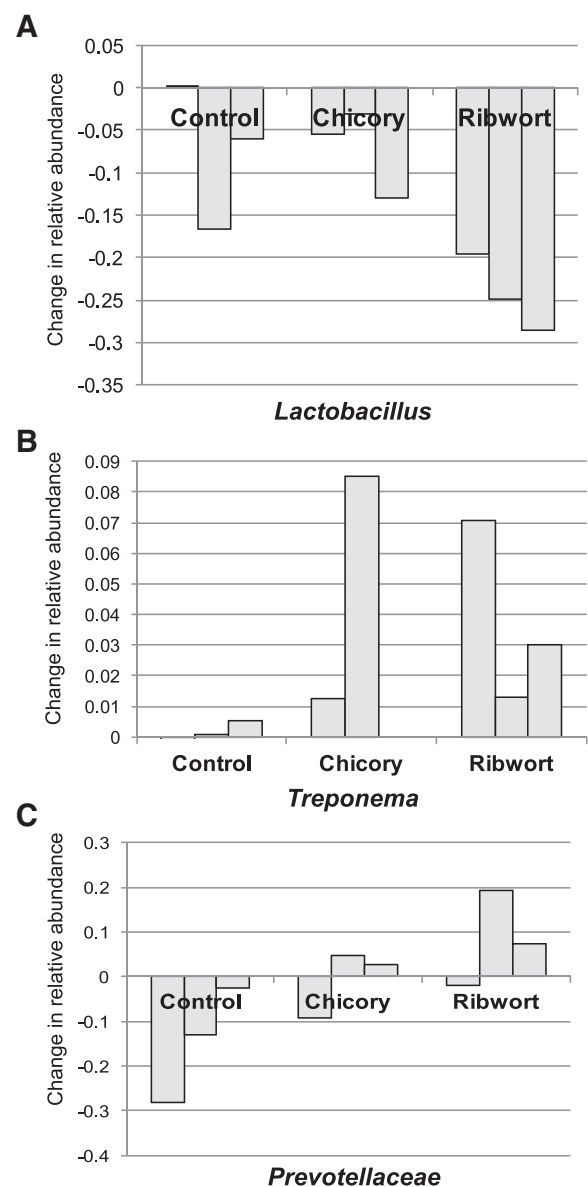 A
0.05
0
-0.05
-0.1
-0.15
-0.2
-0.25
-0.3
-0.35
Change in relative abundance
Control Chicory Ribwort
Lactobacillus
B
0.09
0.08
0.07
0.06
0.05
0.04
0.03
0.02
0.01
0
Change in relative abundance
Control Chicory Ribwort
Treponema
C
0.3
0.2
0.1
0
-0.1
-0.2
-0.3
-0.4
Change in relative abundance
Control Chicory Ribwort
Prevotellaceae